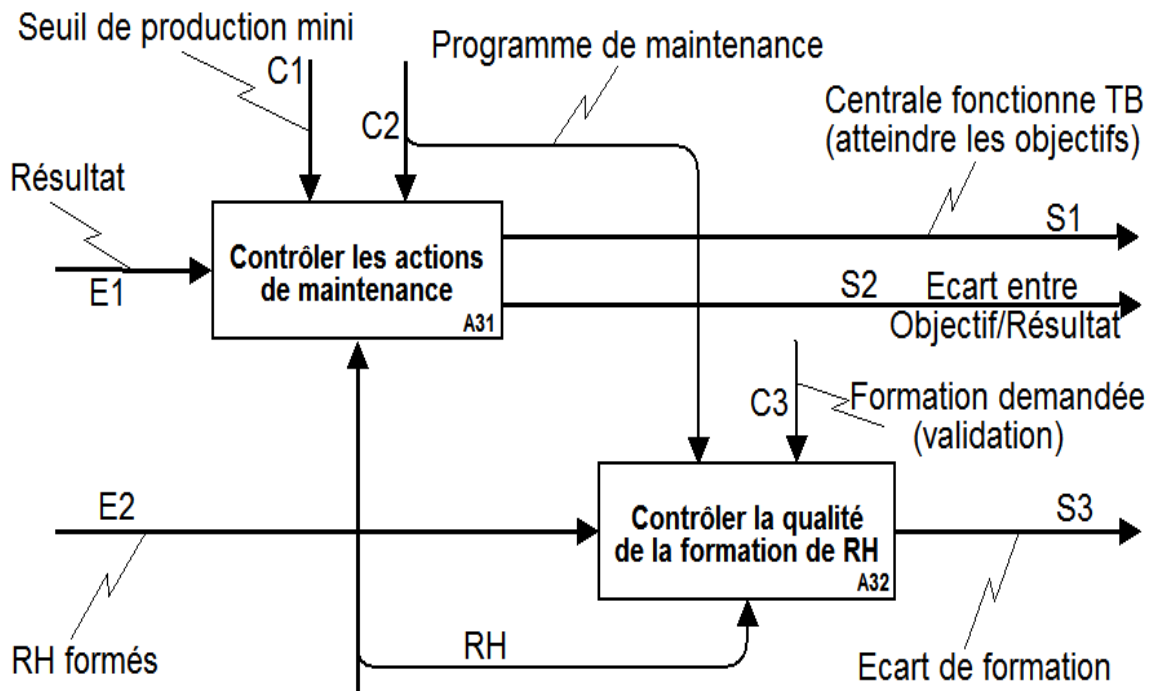 Seuil de production mini
Programme de maintenance
C1
C2
Centrale fonctionne TB
(atteindre les objectifs)
Résultat
E1
Contrôler les actions
de maintenance
A31
S1
S2
Ecart entre
Objectif/Résultat
C3
Formation demandée
(validation)
E2
Contrôler la qualité
de la formation de RH
A32
S3
RH formés
RH
Ecart de formation